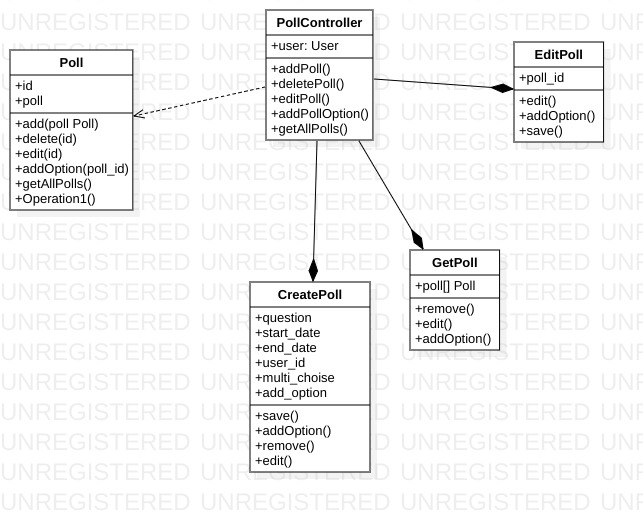 PollController
+user: User
+addPoll()
+deletePoll()
+editPoll()
+addPollOption()
+getAllPolls()
Poll
+id
+poll
+add(poll Poll)
+delete(id)
+edit(id)
+addOption(poll_id)
+getAllPolls()
+Operation1()
EditPoll
+poll_id
+edit()
+addOption()
+save()
GetPoll
+poll[] Poll
+remove()
+edit()
+addOption()
CreatePoll
+question
+start_date
+end_date
+user_id
+multi_choise
+add_option
+save()
+addOption()
+remove()
+edit()
UNREGISTERED